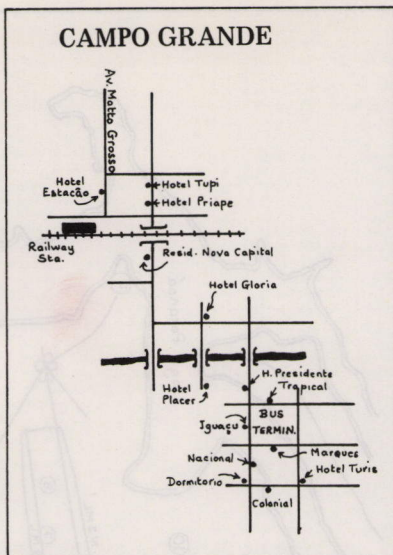 CAMPO GRANDE
Av. Matto Grosso
Hotel
Estacão
Hotel Tupi
Hotel Priape
Railway
Sta.
Resid. Nova Capital
Hotel Gloria
Hotel
Placer
H. Presidente
Trapical
Iguaçu
BUS
TERMIN.
Nacional
Marques
Hotel Turis
Dormitorio
Colonial